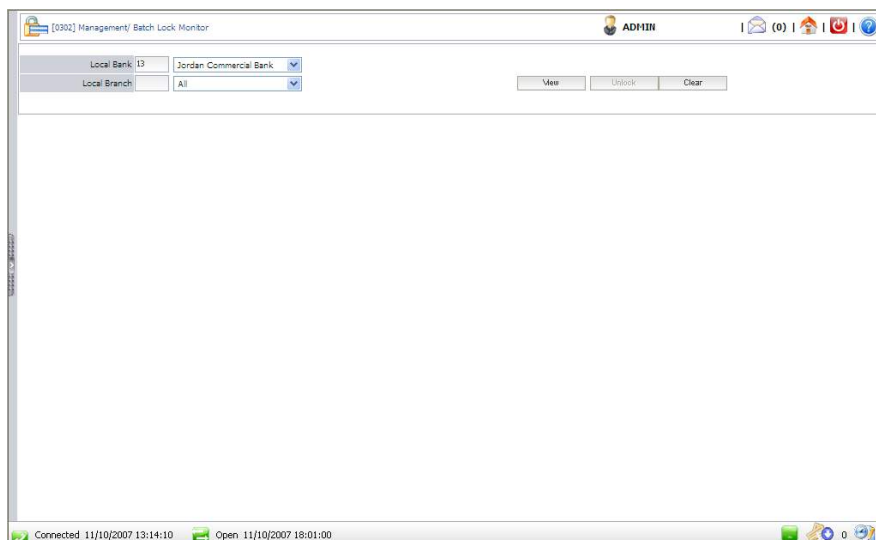 [0302] Management/ Batch Lock Monitor ADMIN | (0) | | | ?
Local Bank 13 Jordan Commercial Bank
Local Branch All View Unlock Clear
Connected 11/10/2007 13:14:10 Open 11/10/2007 18:01:00 0